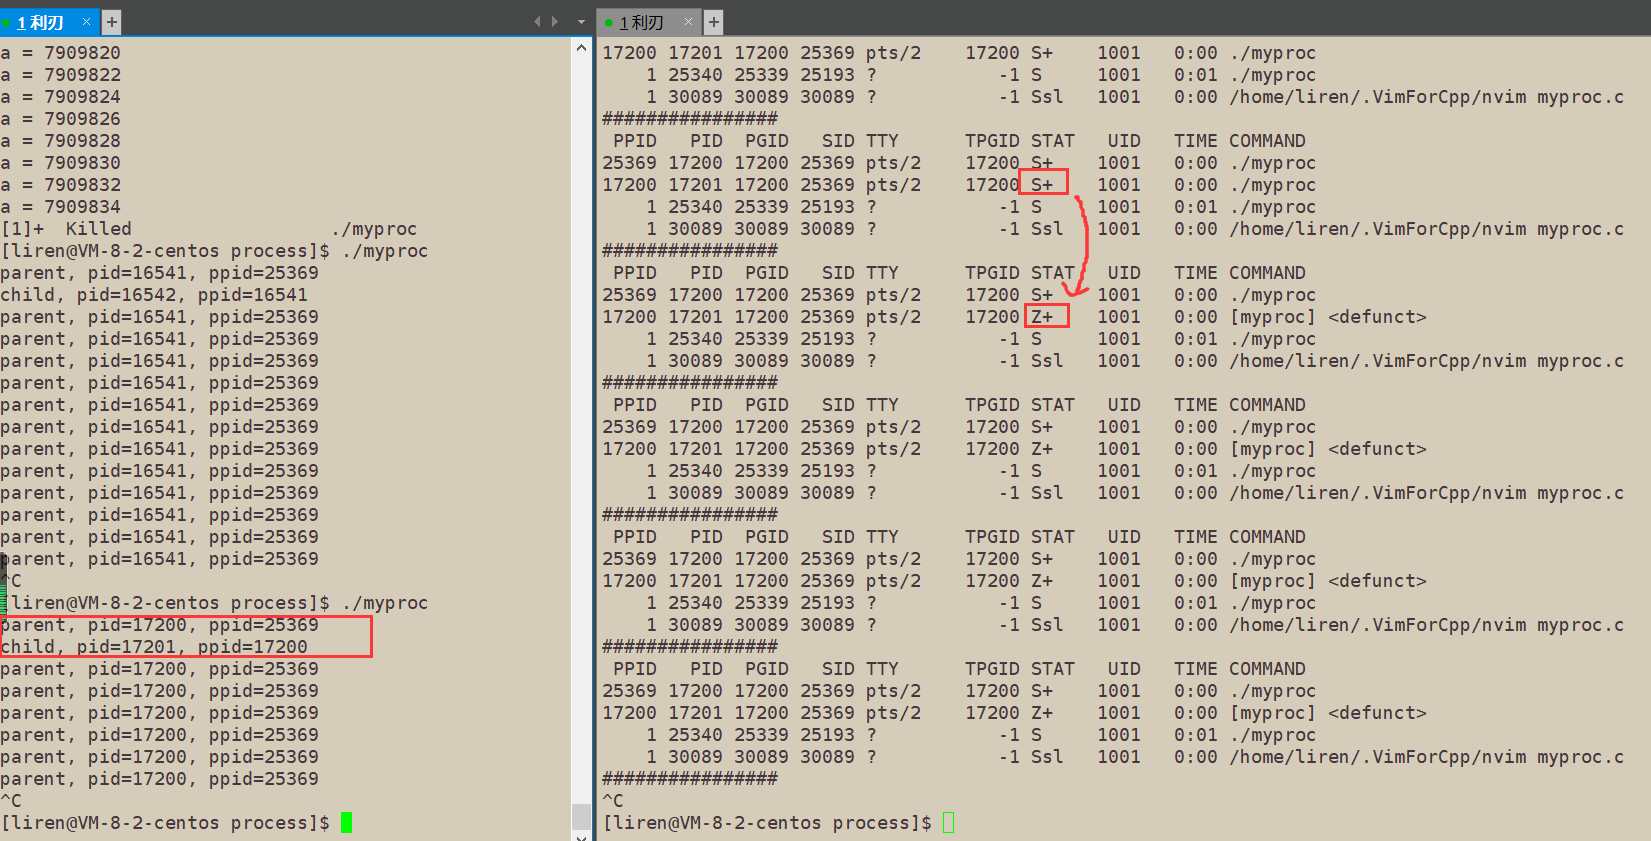 1 利刃 × +
a = 7909820
a = 7909822
a = 7909824
a = 7909826
a = 7909828
a = 7909830
a = 7909832
a = 7909834
[1]+  Killed                  ./myproc
[liren@VM-8-2-centos process]$ ./myproc
parent, pid=16541, ppid=25369
child, pid=16542, ppid=16541
parent, pid=16541, ppid=25369
parent, pid=16541, ppid=25369
parent, pid=16541, ppid=25369
parent, pid=16541, ppid=25369
parent, pid=16541, ppid=25369
parent, pid=16541, ppid=25369
parent, pid=16541, ppid=25369
parent, pid=16541, ppid=25369
parent, pid=16541, ppid=25369
parent, pid=16541, ppid=25369
parent, pid=16541, ppid=25369
parent, pid=16541, ppid=25369
^C
[liren@VM-8-2-centos process]$ ./myproc
parent, pid=17200, ppid=25369
child, pid=17201, ppid=17200
parent, pid=17200, ppid=25369
parent, pid=17200, ppid=25369
parent, pid=17200, ppid=25369
parent, pid=17200, ppid=25369
parent, pid=17200, ppid=25369
parent, pid=17200, ppid=25369
^C
[liren@VM-8-2-centos process]$
1 利刃 × +
17200 17201 17200 25369 pts/2    17200 S+    1001   0:00 ./myproc
    1 25340 25339 25193 ?           -1 S     1001   0:01 ./myproc
    1 30089 30089 30089 ?           -1 Ssl   1001   0:00 /home/liren/.VimForCpp/nvim myproc.c
################
 PPID   PID  PGID   SID TTY      TPGID STAT   UID   TIME COMMAND
25369 17200 17200 25369 pts/2    17200 S+    1001   0:00 ./myproc
17200 17201 17200 25369 pts/2    17200 S+    1001   0:00 ./myproc
    1 25340 25339 25193 ?           -1 S     1001   0:01 ./myproc
    1 30089 30089 30089 ?           -1 Ssl   1001   0:00 /home/liren/.VimForCpp/nvim myproc.c
################
 PPID   PID  PGID   SID TTY      TPGID STAT   UID   TIME COMMAND
25369 17200 17200 25369 pts/2    17200 S+    1001   0:00 ./myproc
17200 17201 17200 25369 pts/2    17200 Z+    1001   0:00 [myproc] <defunct>
    1 25340 25339 25193 ?           -1 S     1001   0:01 ./myproc
    1 30089 30089 30089 ?           -1 Ssl   1001   0:00 /home/liren/.VimForCpp/nvim myproc.c
################
 PPID   PID  PGID   SID TTY      TPGID STAT   UID   TIME COMMAND
25369 17200 17200 25369 pts/2    17200 S+    1001   0:00 ./myproc
17200 17201 17200 25369 pts/2    17200 Z+    1001   0:00 [myproc] <defunct>
    1 25340 25339 25193 ?           -1 S     1001   0:01 ./myproc
    1 30089 30089 30089 ?           -1 Ssl   1001   0:00 /home/liren/.VimForCpp/nvim myproc.c
################
 PPID   PID  PGID   SID TTY      TPGID STAT   UID   TIME COMMAND
25369 17200 17200 25369 pts/2    17200 S+    1001   0:00 ./myproc
17200 17201 17200 25369 pts/2    17200 Z+    1001   0:00 [myproc] <defunct>
    1 25340 25339 25193 ?           -1 S     1001   0:01 ./myproc
    1 30089 30089 30089 ?           -1 Ssl   1001   0:00 /home/liren/.VimForCpp/nvim myproc.c
################
 PPID   PID  PGID   SID TTY      TPGID STAT   UID   TIME COMMAND
25369 17200 17200 25369 pts/2    17200 S+    1001   0:00 ./myproc
17200 17201 17200 25369 pts/2    17200 Z+    1001   0:00 [myproc] <defunct>
    1 25340 25339 25193 ?           -1 S     1001   0:01 ./myproc
    1 30089 30089 30089 ?           -1 Ssl   1001   0:00 /home/liren/.VimForCpp/nvim myproc.c
################
^C
[liren@VM-8-2-centos process]$